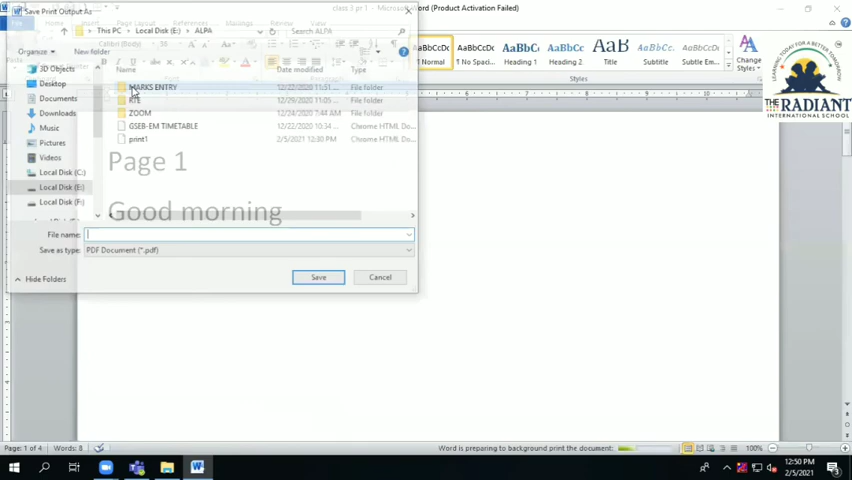 Save Print Output As
class 3 pr 1 - Microsoft Word (Product Activation Failed)
This PC > Local Disk (E:) > ALPA
Search ALPA
Organize
New folder
Name
Date modified
Type
3D Objects
Desktop
Documents
Downloads
Music
Pictures
Videos
Local Disk (C:)
Local Disk (E:)
Local Disk (F:)
MARKS ENTRY 12/22/2020 11:51 ... File folder
RTE 12/29/2020 11:05 ... File folder
ZOOM 12/24/2020 7:44 AM File folder
GSEB-EM TIMETABLE 12/22/2020 10:34 ... Chrome HTML Do...
print1 2/5/2021 12:30 PM Chrome HTML Do...
Page 1
Good morning
File name:
Save as type: PDF Document (*.pdf)
Hide Folders
Save
Cancel
AaBbCcDc AaBbCcDc AaBbC AaBbCc AaB AaBbCc. AaBbCcDc
Normal No Spaci... Heading 1 Heading 2 Title Subtitle Subtle Em...
Change Styles
Styles
LEARNING TODAY FOR A BETTER TOMORROW
THE RADIANT
INTERNATIONAL SCHOOL
Page: 1 of 4 Words: 8
Word is preparing to background print the document:
100%
12:50 PM
2/5/2021